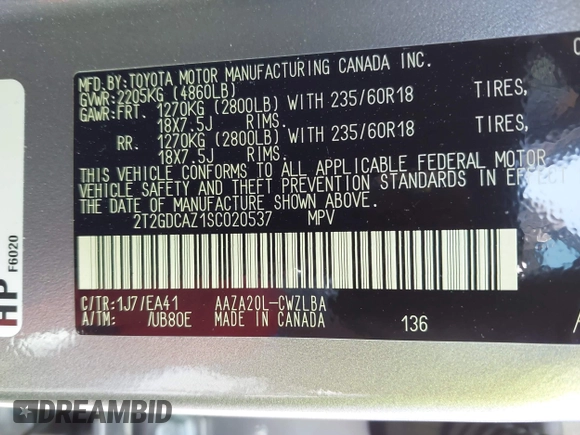 MFD.BY:TOYOTA MOTOR MANUFACTURING CANADA INC.
GVWR:2205KG (4860LB)
GAWR:FRT. 1270KG (2800LB) WITH 235/60R18 TIRES,
18X7.5J RIMS.
RR. 1270KG (2800LB) WITH 235/60R18 TIRES,
18X7.5J RIMS.
THIS VEHICLE CONFORMS TO ALL APPLICABLE FEDERAL MOTOR
VEHICLE SAFETY AND THEFT PREVENTION STANDARDS IN EFFECT
THE DATE OF MANUFACTURE SHOWN ABOVE.
2T2GDCAZ1SC020537 MPV
C/TR:1J7/EA41 AAZA20L-CWZLBA
A/TM: /UB80E MADE IN CANADA 136
HP F6020
DREAMBID